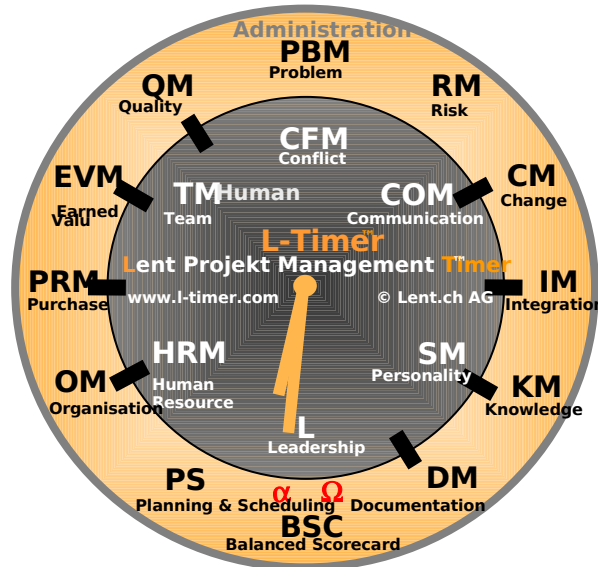 Administration
PBM
Problem
QM
Quality
RM
Risk
CFM
Conflict
EVM
Earned
Valu
TM
Human
Team
COM
Communication
CM
Change
L-Timer™
Lent Projekt Management Timer™
PRM
Purchase
www.l-timer.com
© Lent.ch AG
IM
Integration
HRM
Human
Resource
SM
Personality
OM
Organisation
KM
Knowledge
L
Leadership
PS
Planning & Scheduling
α Ω
DM
Documentation
BSC
Balanced Scorecard